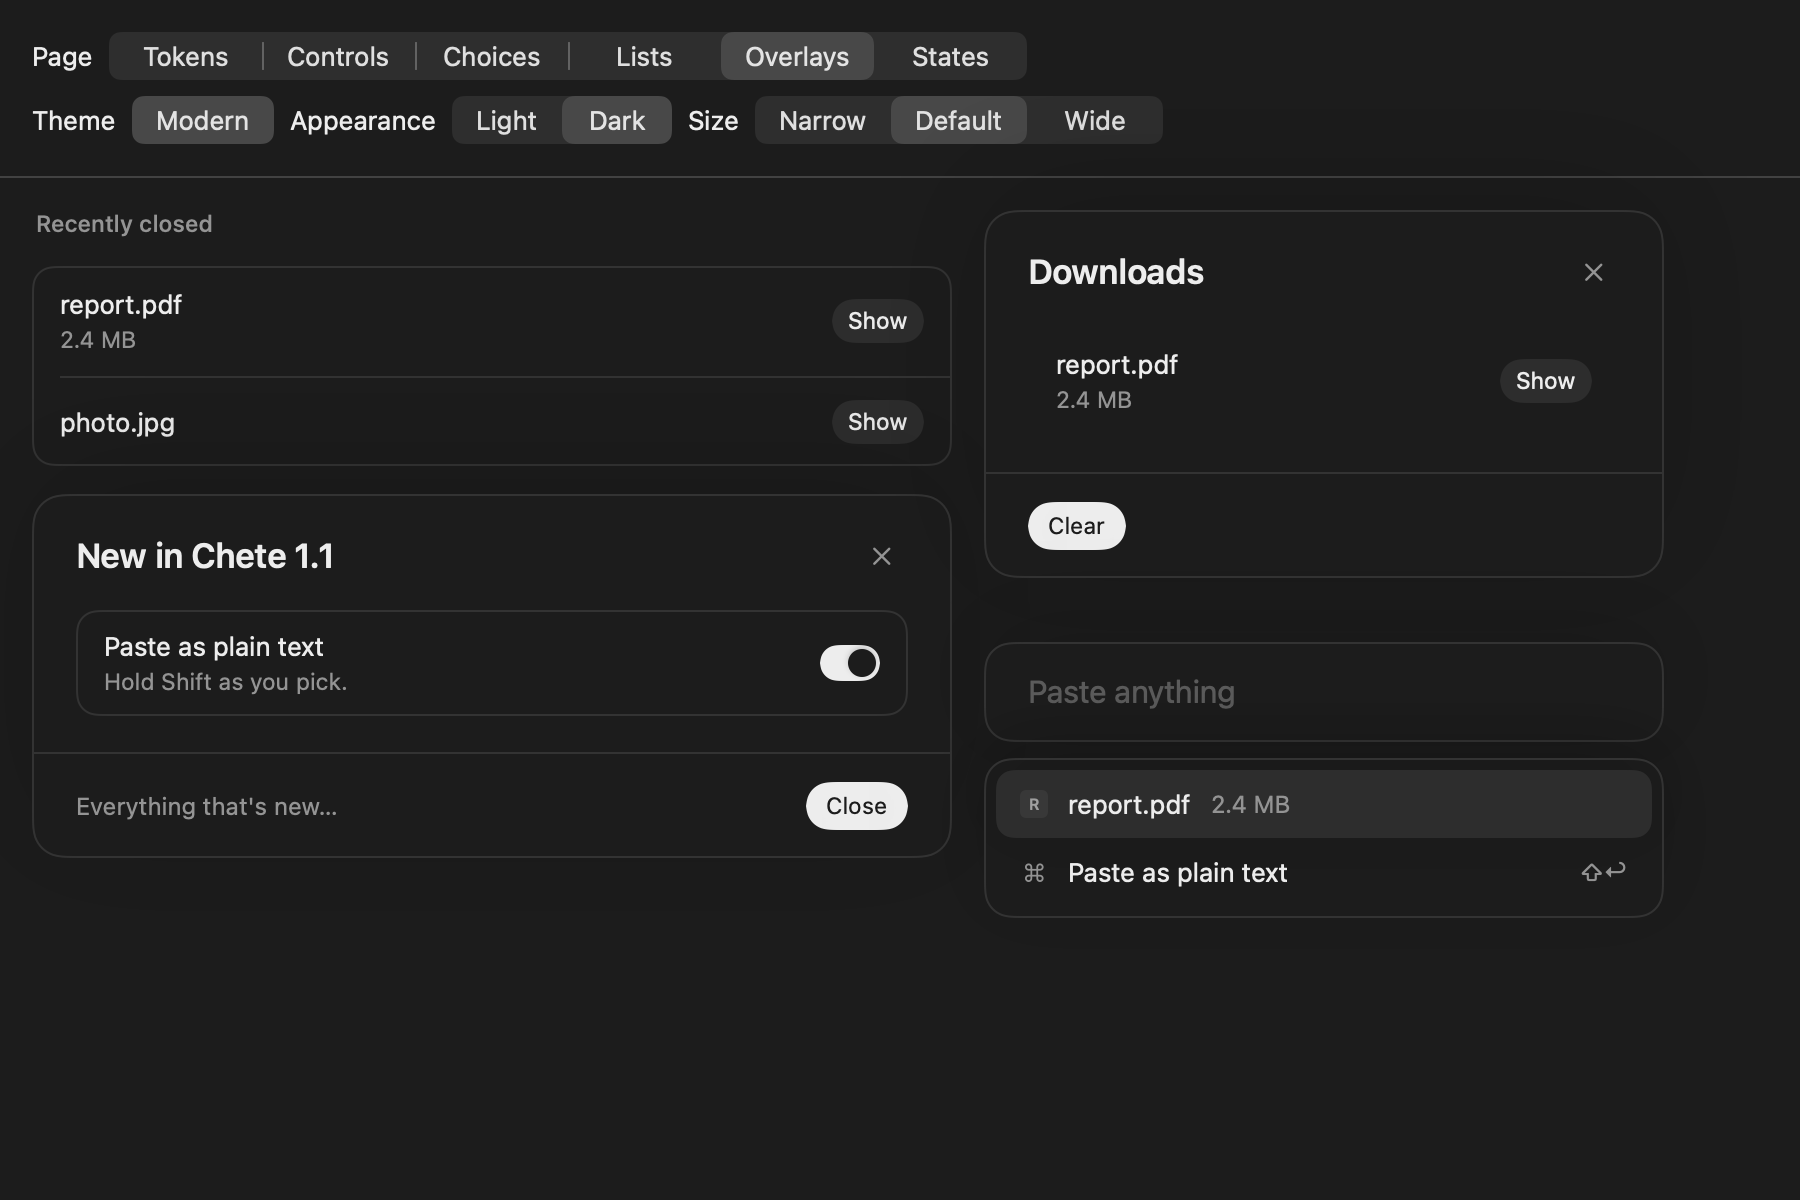 Page Tokens Controls Choices Lists Overlays States
Theme Modern Appearance Light Dark Size Narrow Default Wide
Recently closed
report.pdf
2.4 MB
Show
photo.jpg
Show
New in Chete 1.1
Paste as plain text
Hold Shift as you pick.
Everything that's new...
Close
Downloads
report.pdf
2.4 MB
Show
Clear
Paste anything
R report.pdf 2.4 MB
⌘ Paste as plain text ⇧↩